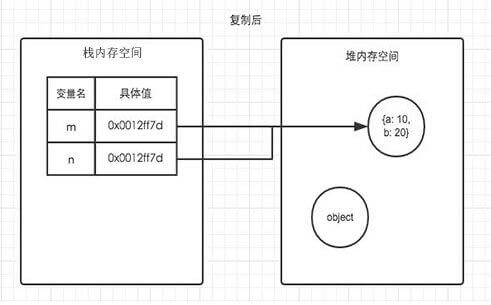 复制后
栈内存空间
堆内存空间
变量名 具体值
m 0x0012ff7d
n 0x0012ff7d
{a: 10,
b: 20}
object